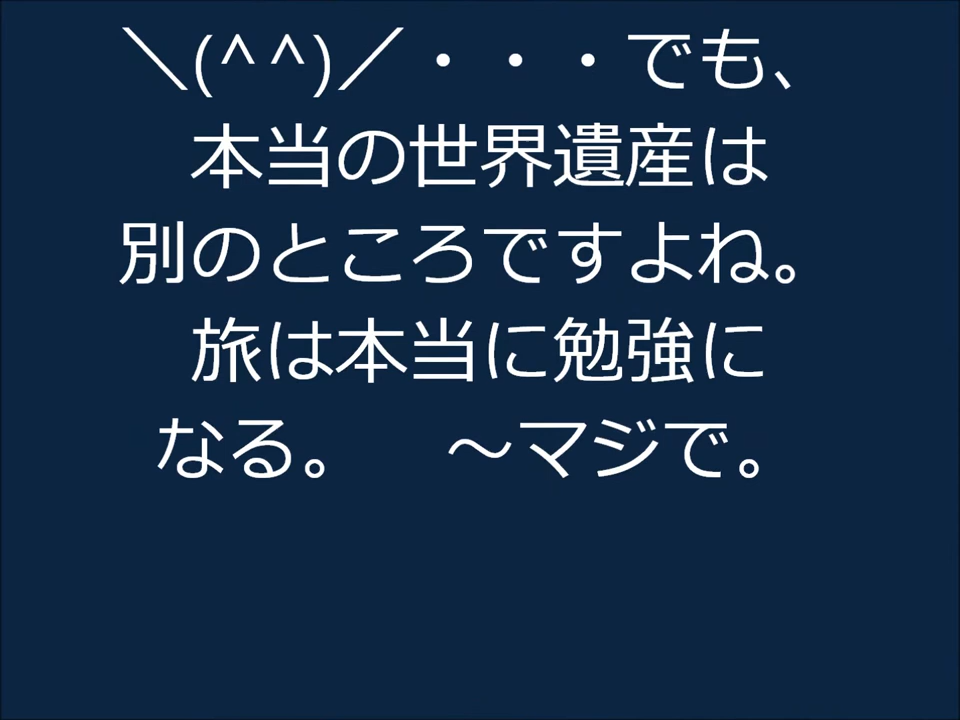 ＼(^^)／・・・でも、
本当の世界遺産は
別のところですよね。
旅は本当に勉強に
なる。　～マジで。